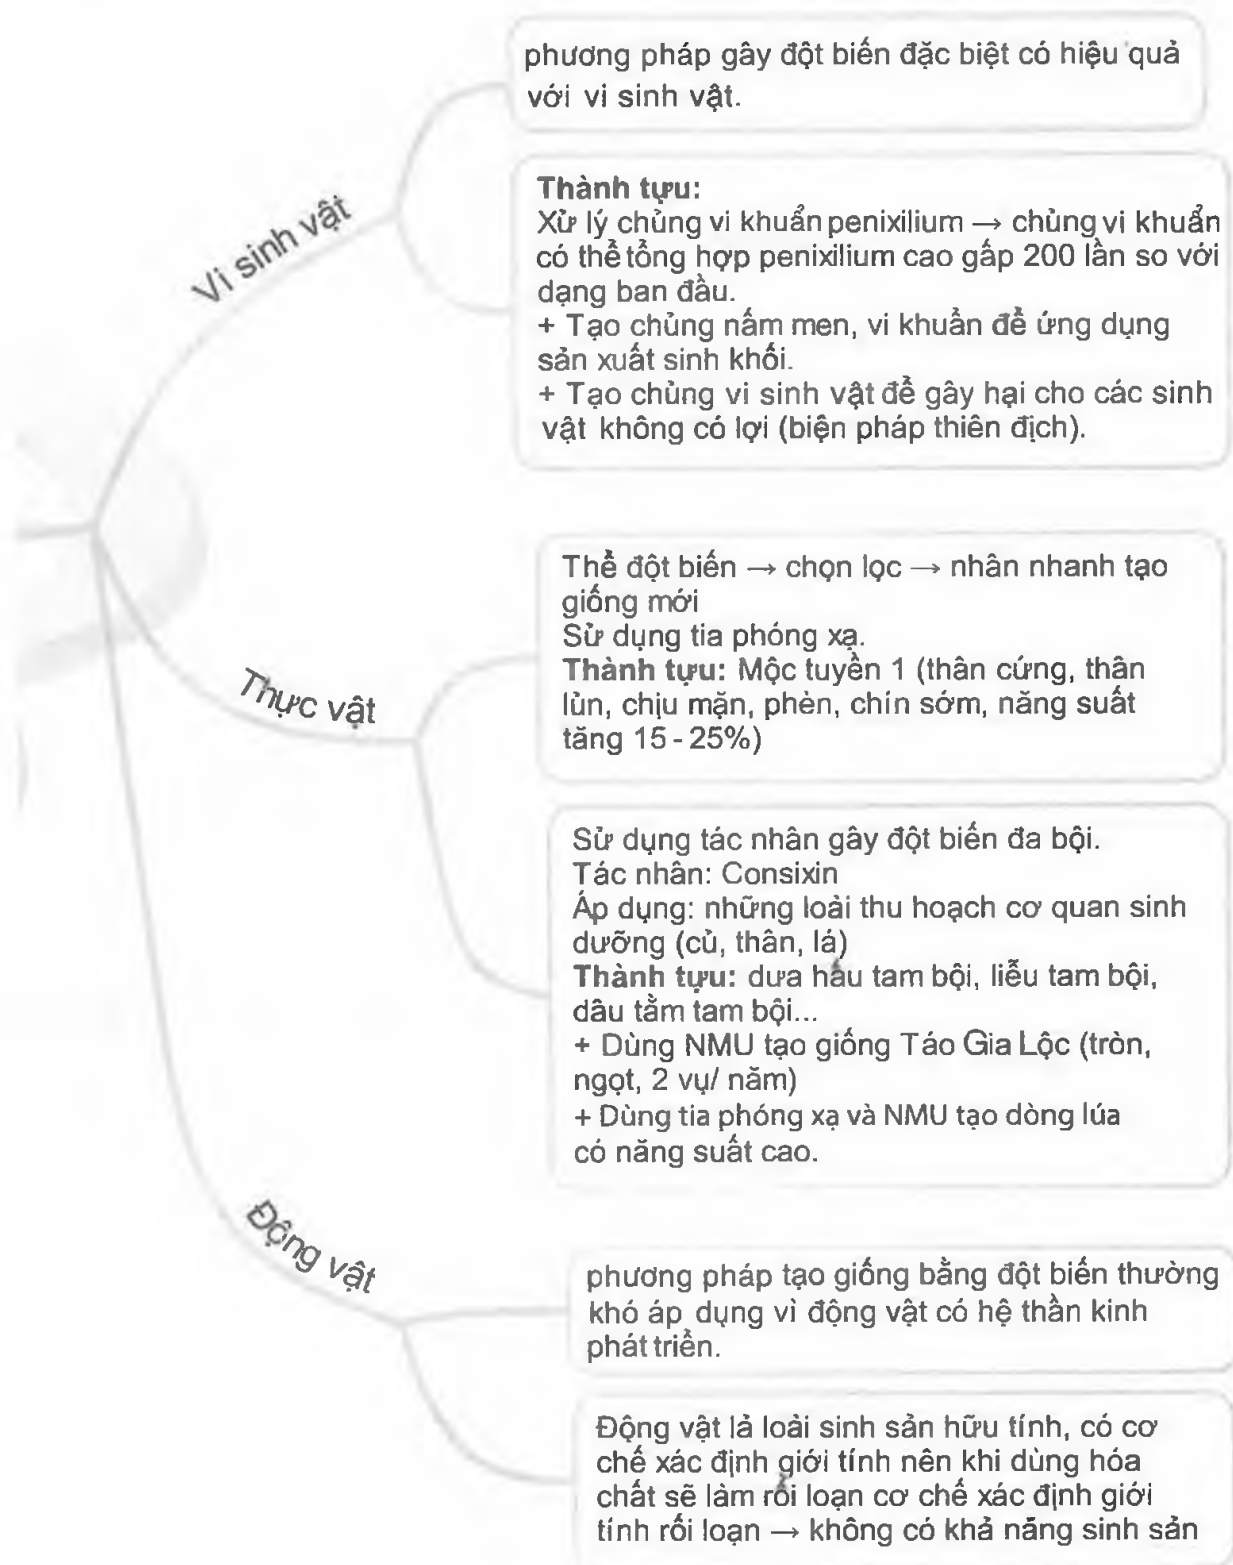 Vi sinh vật
phương pháp gây đột biến đặc biệt có hiệu quả
với vi sinh vật.
Thành tựu:
Xử lý chủng vi khuẩn penixilium → chủng vi khuẩn
có thể tổng hợp penixilium cao gấp 200 lần so với
dạng ban đầu.
+ Tạo chủng nấm men, vi khuẩn để ứng dụng
sản xuất sinh khối.
+ Tạo chủng vi sinh vật để gây hại cho các sinh
vật không có lợi (biện pháp thiên địch).
Thực vật
Thể đột biến → chọn lọc → nhân nhanh tạo
giống mới
Sử dụng tia phóng xạ.
Thành tựu: Mộc tuyền 1 (thân cứng, thân
lùn, chịu mặn, phèn, chín sớm, năng suất
tăng 15 - 25%)
Sử dụng tác nhân gây đột biến đa bội.
Tác nhân: Consixin
Áp dụng: những loài thu hoạch cơ quan sinh
dưỡng (củ, thân, lá)
Thành tựu: dưa hấu tam bội, liễu tam bội,
dâu tằm tam bội...
+ Dùng NMU tạo giống Táo Gia Lộc (tròn,
ngọt, 2 vụ/ năm)
+ Dùng tia phóng xạ và NMU tạo dòng lúa
có năng suất cao.
Động vật
phương pháp tạo giống bằng đột biến thường
khó áp dụng vì động vật có hệ thần kinh
phát triển.
Động vật là loài sinh sản hữu tính, có cơ
chế xác định giới tính nên khi dùng hóa
chất sẽ làm rối loạn cơ chế xác định giới
tính rối loạn → không có khả năng sinh sản